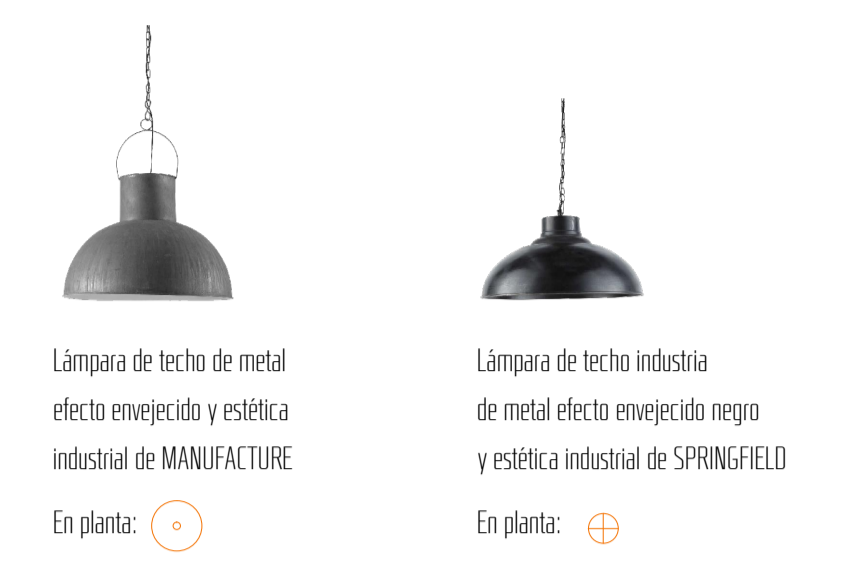 Lámpara de techo de metal
efecto envejecido y estética
industrial de MANUFACTURE
En planta:
Lámpara de techo industria
de metal efecto envejecido negro
y estética industrial de SPRINGFIELD
En planta: